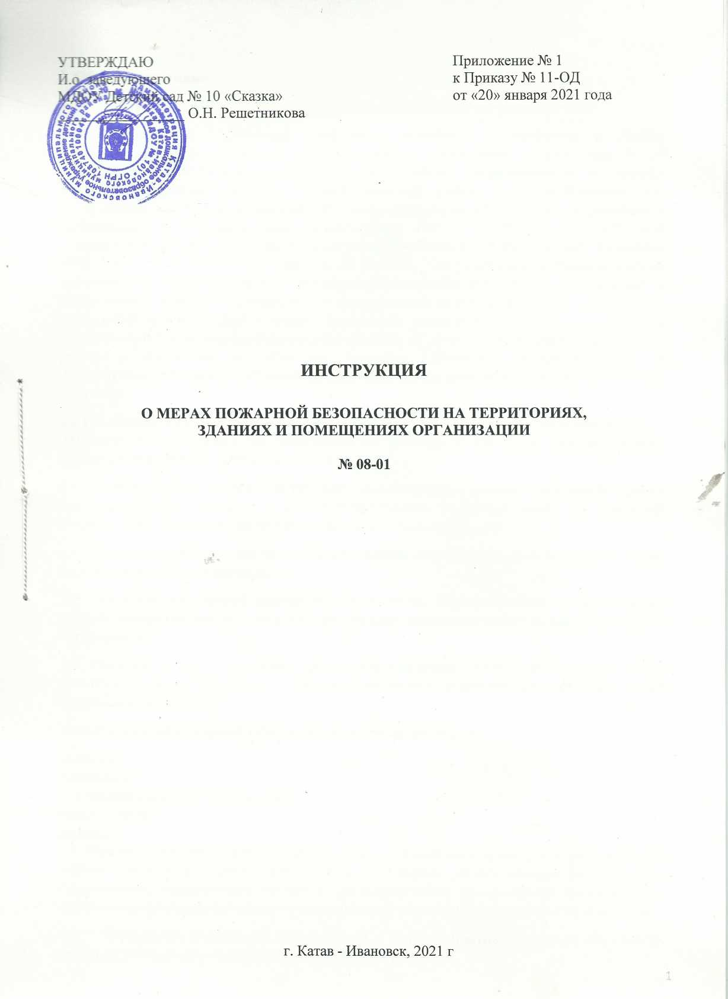 УТВЕРЖДАЮ
И.о. заведующего
МДОУ Детский сад № 10 «Сказка»
О.Н. Решетникова
Приложение № 1
к Приказу № 11-ОД
от «20» января 2021 года
ИНСТРУКЦИЯ
О МЕРАХ ПОЖАРНОЙ БЕЗОПАСНОСТИ НА ТЕРРИТОРИЯХ,
ЗДАНИЯХ И ПОМЕЩЕНИЯХ ОРГАНИЗАЦИИ
№ 08-01
г. Катав - Ивановск, 2021 г
1